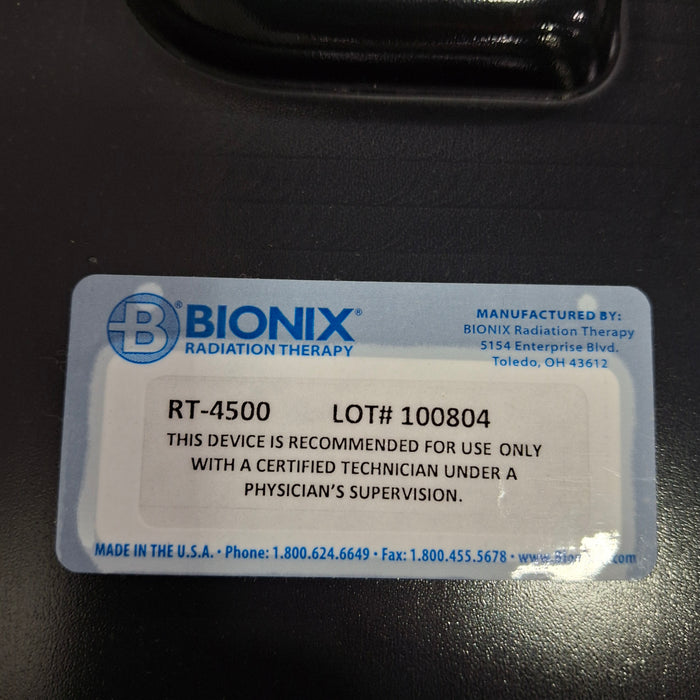 B® BIONIX®
RADIATION THERAPY
MANUFACTURED BY:
BIONIX Radiation Therapy
5154 Enterprise Blvd.
Toledo, OH 43612
RT-4500 LOT# 100804
THIS DEVICE IS RECOMMENDED FOR USE ONLY
WITH A CERTIFIED TECHNICIAN UNDER A
PHYSICIAN'S SUPERVISION.
MADE IN THE U.S.A. • Phone: 1.800.624.6649 • Fax: 1.800.455.5678 •